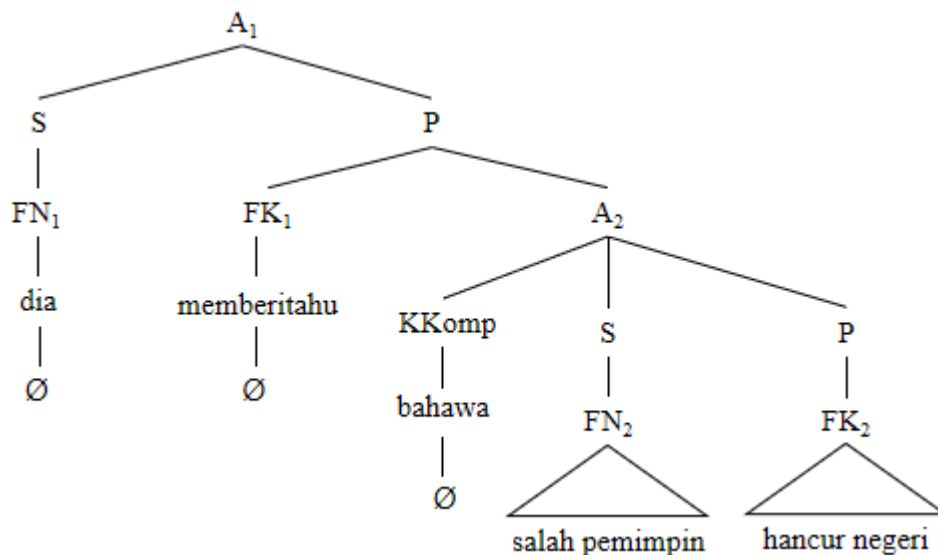 A₁
S P
FN₁ FK₁ A₂
dia memberitahu KKomp S P
Ø Ø bahawa FN₂ FK₂
Ø
salah pemimpin hancur negeri